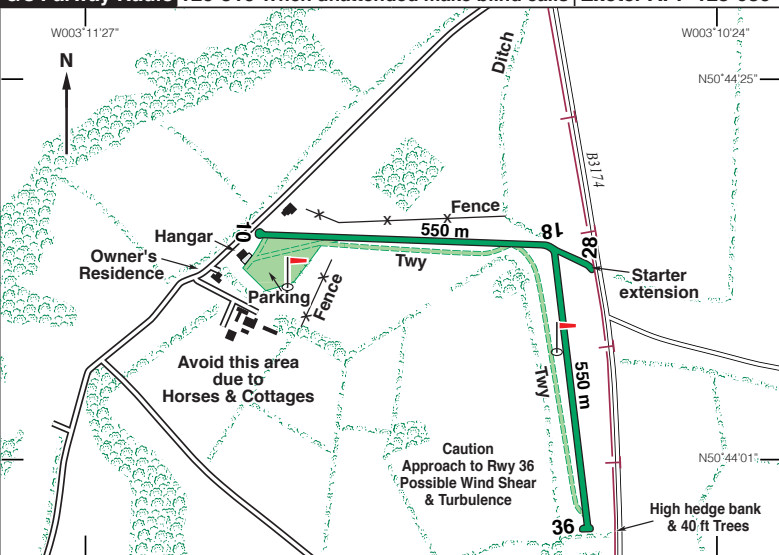 W003°11'27"
W003°10'24"
N
Ditch
N50°44'25"
B3174
Fence
10
550 m
18
Hangar
28
Owner's
Residence
Twy
Starter
extension
Parking
Fence
Avoid this area
due to
Horses & Cottages
Twy
550 m
Caution
Approach to Rwy 36
Possible Wind Shear
& Turbulence
N50°44'01"
High hedge bank
& 40 ft Trees
36